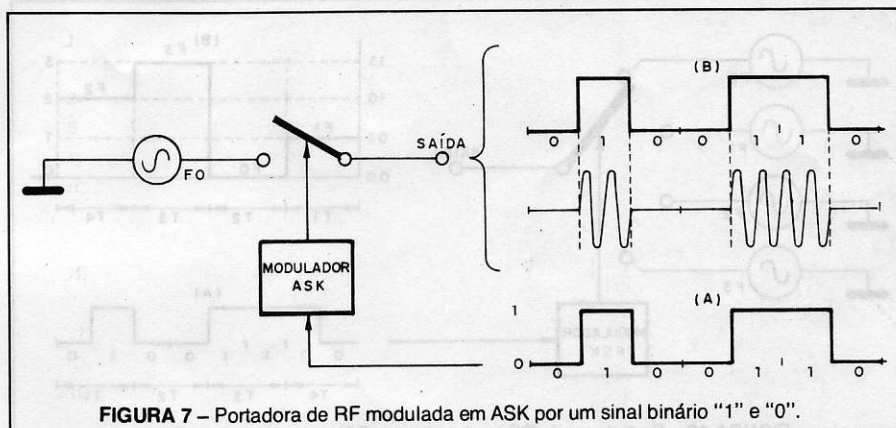 (B)
SAÍDA
FO
0 1 0 0 1 1 0
MODULADOR
ASK
(A)
1
0
0 1 0 0 1 1 0
FIGURA 7 – Portadora de RF modulada em ASK por um sinal binário “1” e “0”.